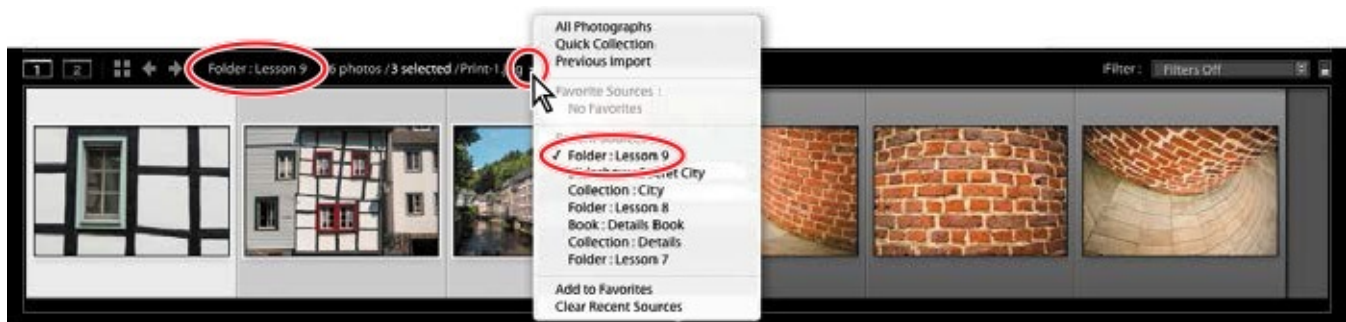 All Photographs
Quick Collection
Previous Import
1 2 Folder : Lesson 9 6 photos / 3 selected / Print-1.jpg
Filter : Filters Off
Favorite Sources :
No Favorites
✓ Folder : Lesson 9
Secret City
Collection : City
Folder : Lesson 8
Book : Details Book
Collection : Details
Folder : Lesson 7
Add to Favorites
Clear Recent Sources